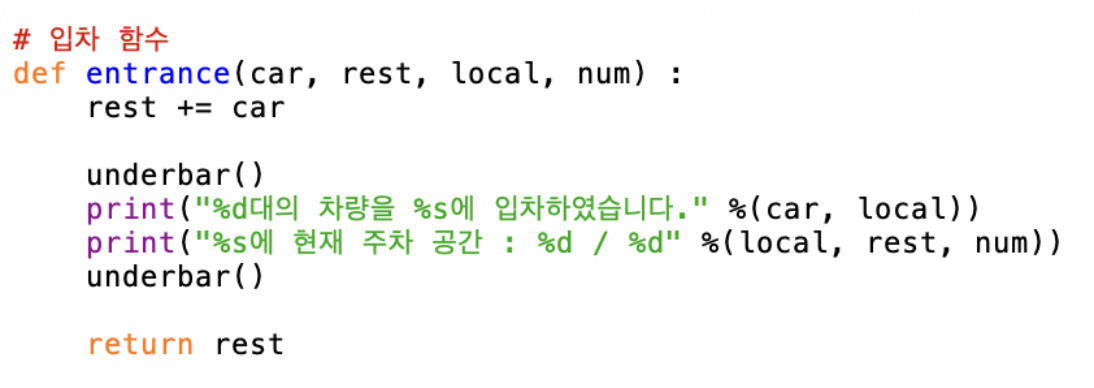 # 입차 함수
def entrance(car, rest, local, num) :
    rest += car
    underbar()
    print("%d대의 차량을 %s에 입차하였습니다." %(car, local))
    print("%s에 현재 주차 공간 : %d / %d" %(local, rest, num))
    underbar()
    return rest